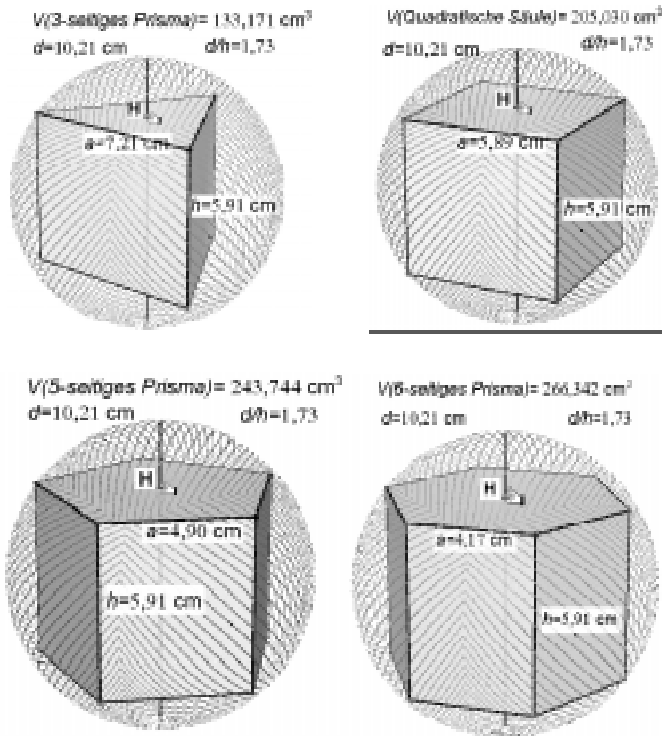 V(3-seitiges Prisma)= 133,171 cm³
d=10,21 cm d/h=1,73
H
a=7,21 cm
h=5,91 cm
V(Quadratische Säule)= 205,030 cm³
d=10,21 cm d/h=1,73
H
a=5,89 cm
h=5,91 cm
V(5-seitiges Prisma)= 243,744 cm³
d=10,21 cm d/h=1,73
H
a=4,90 cm
h=5,91 cm
V(6-seitiges Prisma)= 266,342 cm³
d=10,21 cm d/h=1,73
H
a=4,17 cm
h=5,91 cm